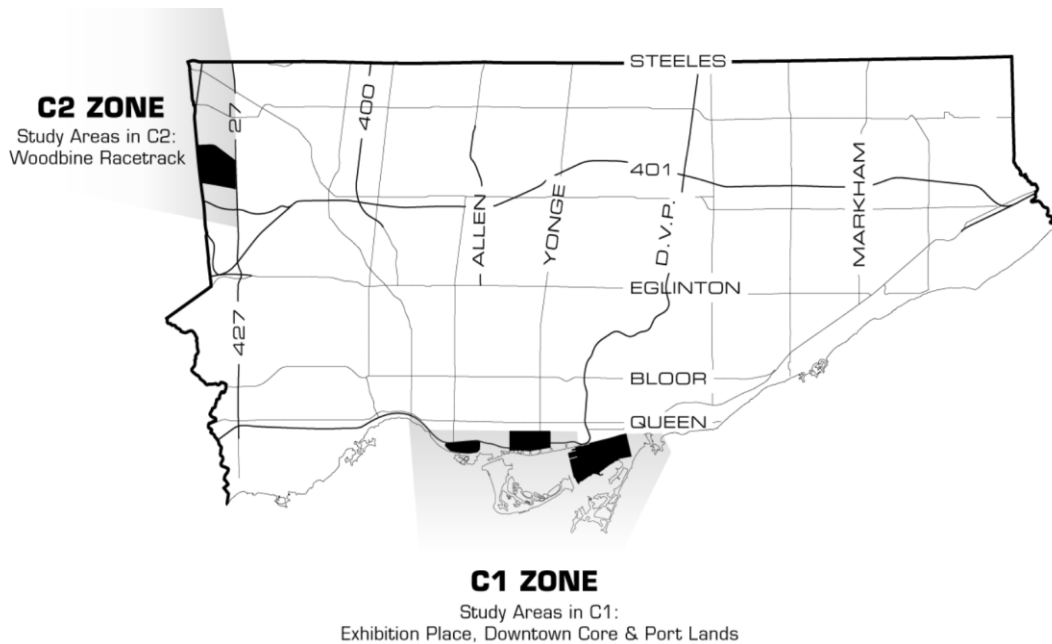 STEELES
C2 ZONE
Study Areas in C2:
Woodbine Racetrack
27
400
401
ALLEN
YONGE
D.V.P.
MARKHAM
EGLINTON
427
BLOOR
QUEEN
C1 ZONE
Study Areas in C1:
Exhibition Place, Downtown Core & Port Lands